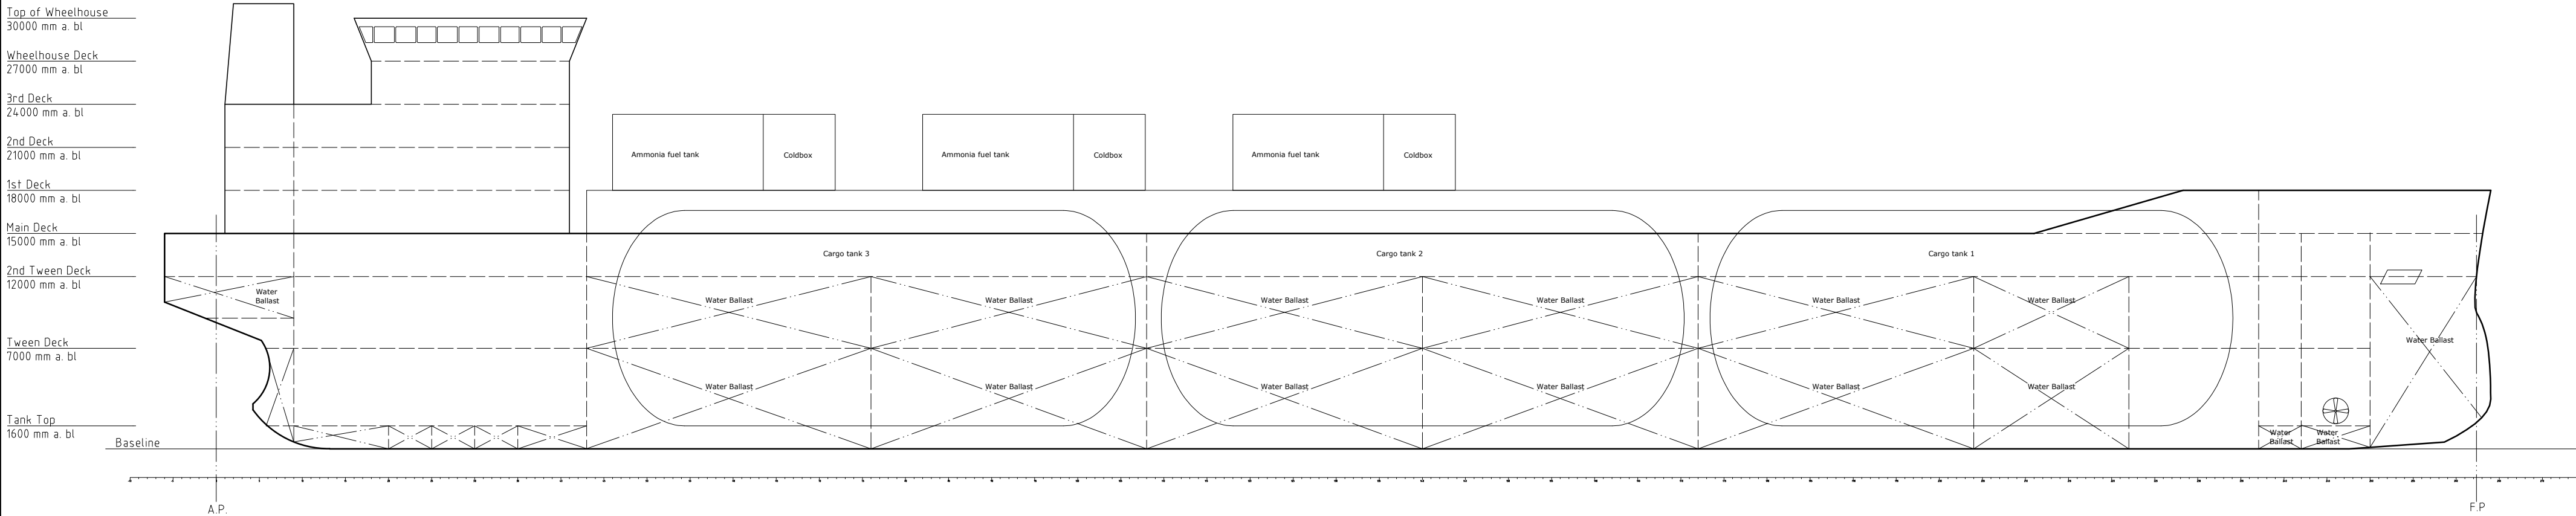 Top of Wheelhouse
30000 mm a. bl
Wheelhouse Deck
27000 mm a. bl
3rd Deck
24000 mm a. bl
2nd Deck
21000 mm a. bl
Ammonia fuel tank
Coldbox
Ammonia fuel tank
Coldbox
Ammonia fuel tank
Coldbox
1st Deck
18000 mm a. bl
Main Deck
15000 mm a. bl
Cargo tank 3
Cargo tank 2
Cargo tank 1
2nd Tween Deck
12000 mm a. bl
Water
Ballast
Water Ballast
Water Ballast
Water Ballast
Water Ballast
Water Ballast
Water Ballast
Tween Deck
7000 mm a. bl
Water Ballast
Water Ballast
Water Ballast
Water Ballast
Water Ballast
Water Ballast
Water Ballast
Tank Top
1600 mm a. bl
Water
Ballast
Water
Ballast
Baseline
A.P.
F.P